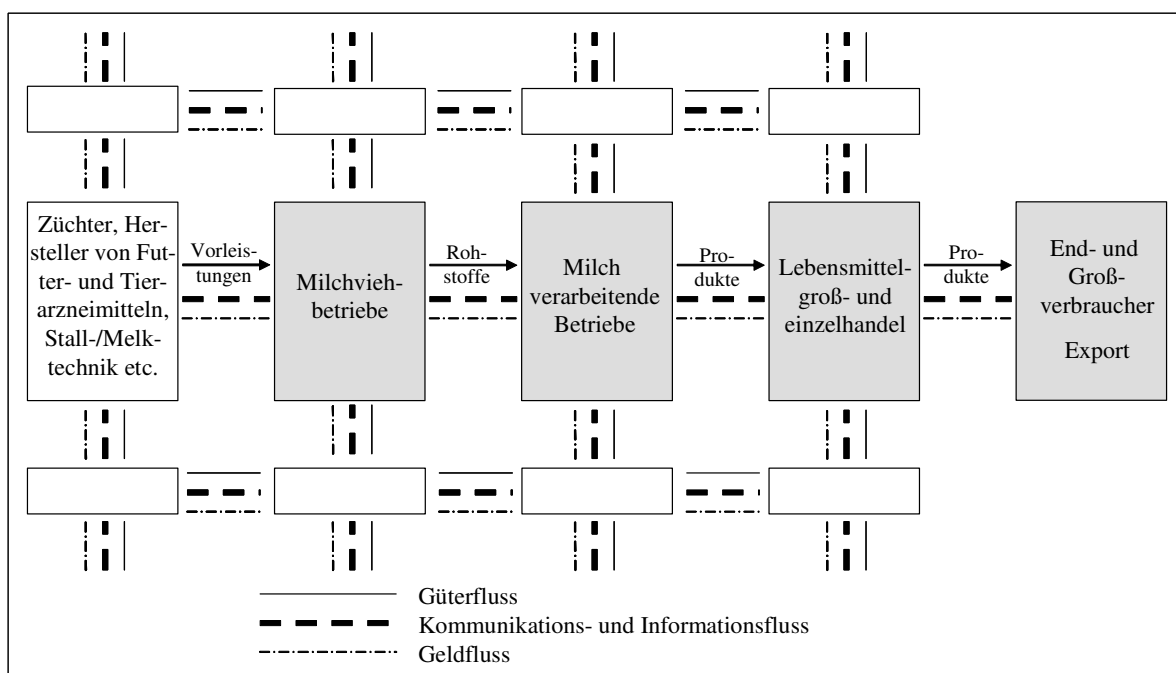 Züchter, Her-
steller von Fut-
ter- und Tier-
arzneimitteln,
Stall-/Melk-
technik etc.
Vorleis-
tungen
Milchvieh-
betriebe
Roh-
stoffe
Milch
verarbeitende
Betriebe
Pro-
dukte
Lebensmittel-
groß- und
einzelhandel
Pro-
dukte
End- und
Groß-
verbraucher
Export
Güterfluss
Kommunikations- und Informationsfluss
Geldfluss